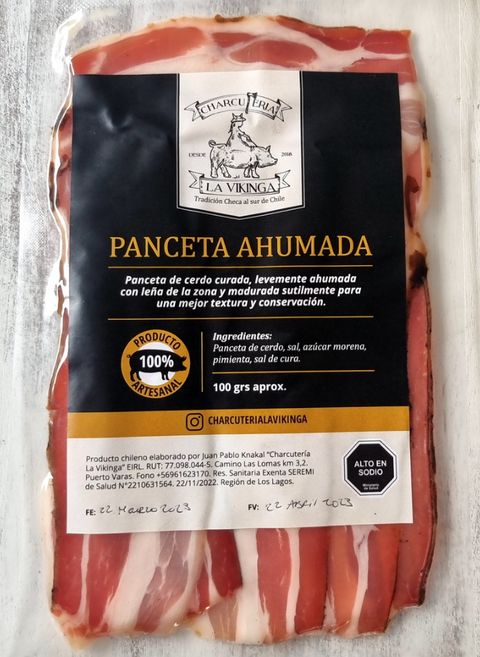 CHARCUTERIA
DESDE 2018
LA VIKINGA
Tradición Checa al sur de Chile
PANCETA AHUMADA
Panceta de cerdo curada, levemente ahumada
con leña de la zona y madurada sutilmente para
una mejor textura y conservación.
PRODUCTO
100%
ARTESANAL
Ingredientes:
Panceta de cerdo, sal, azúcar morena,
pimienta, sal de cura.
100 grs aprox.
CHARCUTERIALAVIKINGA
Producto chileno elaborado por Juan Pablo Knakal "Charcutería
La Vikinga" EIRL. RUT: 77.098.044-5. Camino Las Lomas km 3,2.
Puerto Varas. Fono +56961623170. Res. Sanitaria Exenta SEREMI
de Salud N°2210631564. 22/11/2022. Región de Los Lagos.
ALTO EN
SODIO
Ministerio
de Salud
FE: 22 MARZO 2023 FV: 22 ABRIL 2023